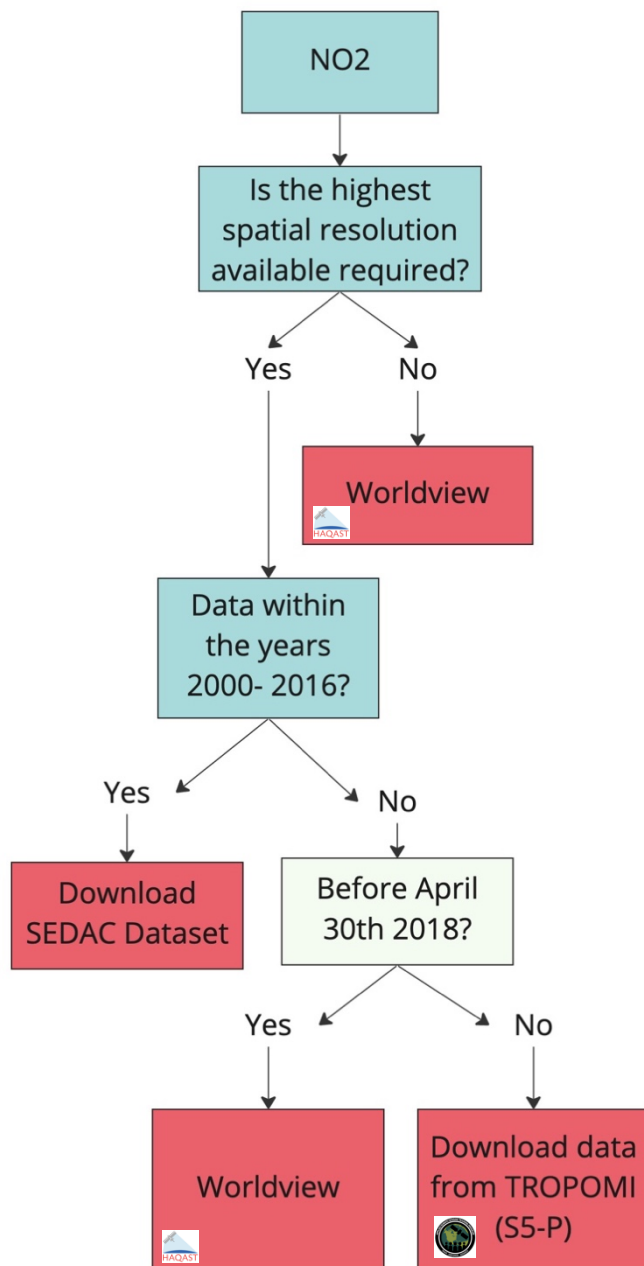 NO2
Is the highest
spatial resolution
available required?
Yes
No
Worldview
HAQAST
Data within
the years
2000- 2016?
Yes
No
Download
SEDAC Dataset
Before April
30th 2018?
Yes
No
Worldview
HAQAST
Download data
from TROPOMI
(S5-P)